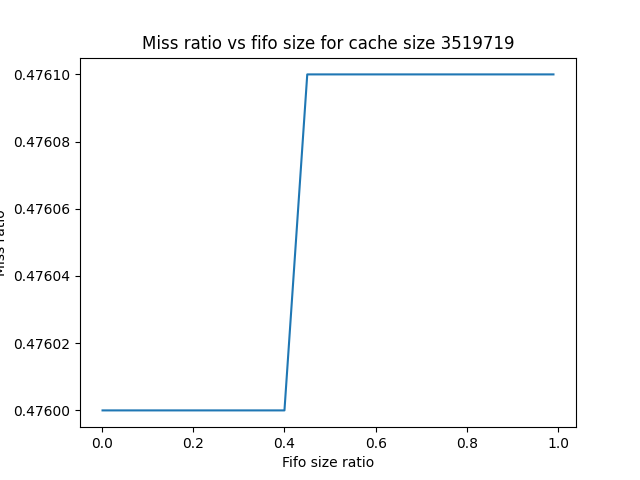 Miss ratio vs fifo size for cache size 3519719
0.47610
0.47608
0.47606
0.47604
0.47602
0.47600
Miss ratio
0.0 0.2 0.4 0.6 0.8 1.0
Fifo size ratio